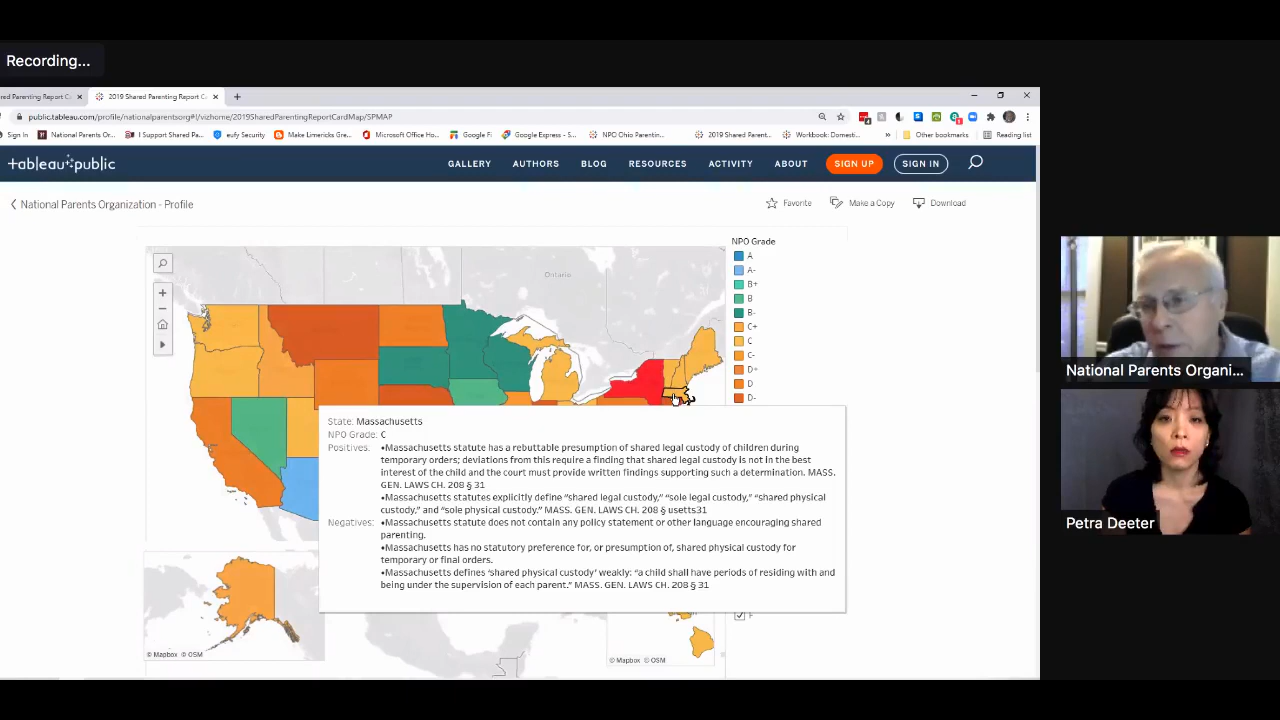 Recording...
ed Parenting Report C
2019 Shared Parenting Report C
public.tableau.com/profile/nationalparentsorg#!/vizhome/2019SharedParentingReportCardMap/SPMAP
Sign In
National Parents Or...
I Support Shared Pa...
eufy Security
Make Limericks Gre...
Microsoft Office Ho...
Google Fi
Google Express - S...
NPO Ohio Parentin...
2019 Shared Parent...
Workbook: Domesti...
»
Other bookmarks
Reading list
+tableau+public
GALLERY
AUTHORS
BLOG
RESOURCES
ACTIVITY
ABOUT
SIGN UP
SIGN IN
National Parents Organization - Profile
Favorite
Make a Copy
Download
Ontario
NPO Grade
A
A-
B+
B
B-
C+
C
C-
D+
D
D-
F
State: Massachusetts
NPO Grade: C
Positives: •Massachusetts statute has a rebuttable presumption of shared legal custody of children during
temporary orders; deviations from this require a finding that shared legal custody is not in the best
interest of the child and the court must provide written findings supporting such a determination. MASS.
GEN. LAWS CH. 208 § 31
•Massachusetts statutes explicitly define “shared legal custody,” “sole legal custody,” “shared physical
custody,” and “sole physical custody.” MASS. GEN. LAWS CH. 208 § usetts31
Negatives: •Massachusetts statute does not contain any policy statement or other language encouraging shared
parenting.
•Massachusetts has no statutory preference for, or presumption of, shared physical custody for
temporary or final orders.
•Massachusetts defines ‘shared physical custody’ weakly: “a child shall have periods of residing with and
being under the supervision of each parent.” MASS. GEN. LAWS CH. 208 § 31
© Mapbox © OSM
© Mapbox © OSM
National Parents Organi...
Petra Deeter